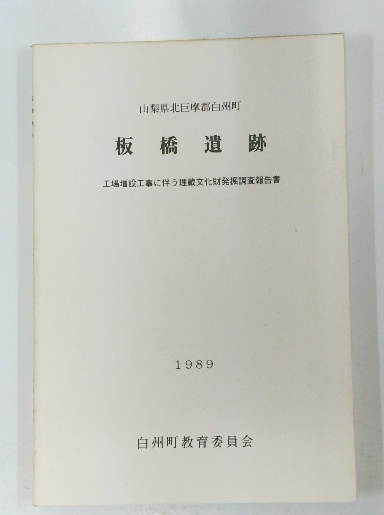 山梨県北巨摩郡白州町
板橋遺跡
工場増設工事に伴う埋蔵文化財発掘調査報告書
1989
白州町教育委員会